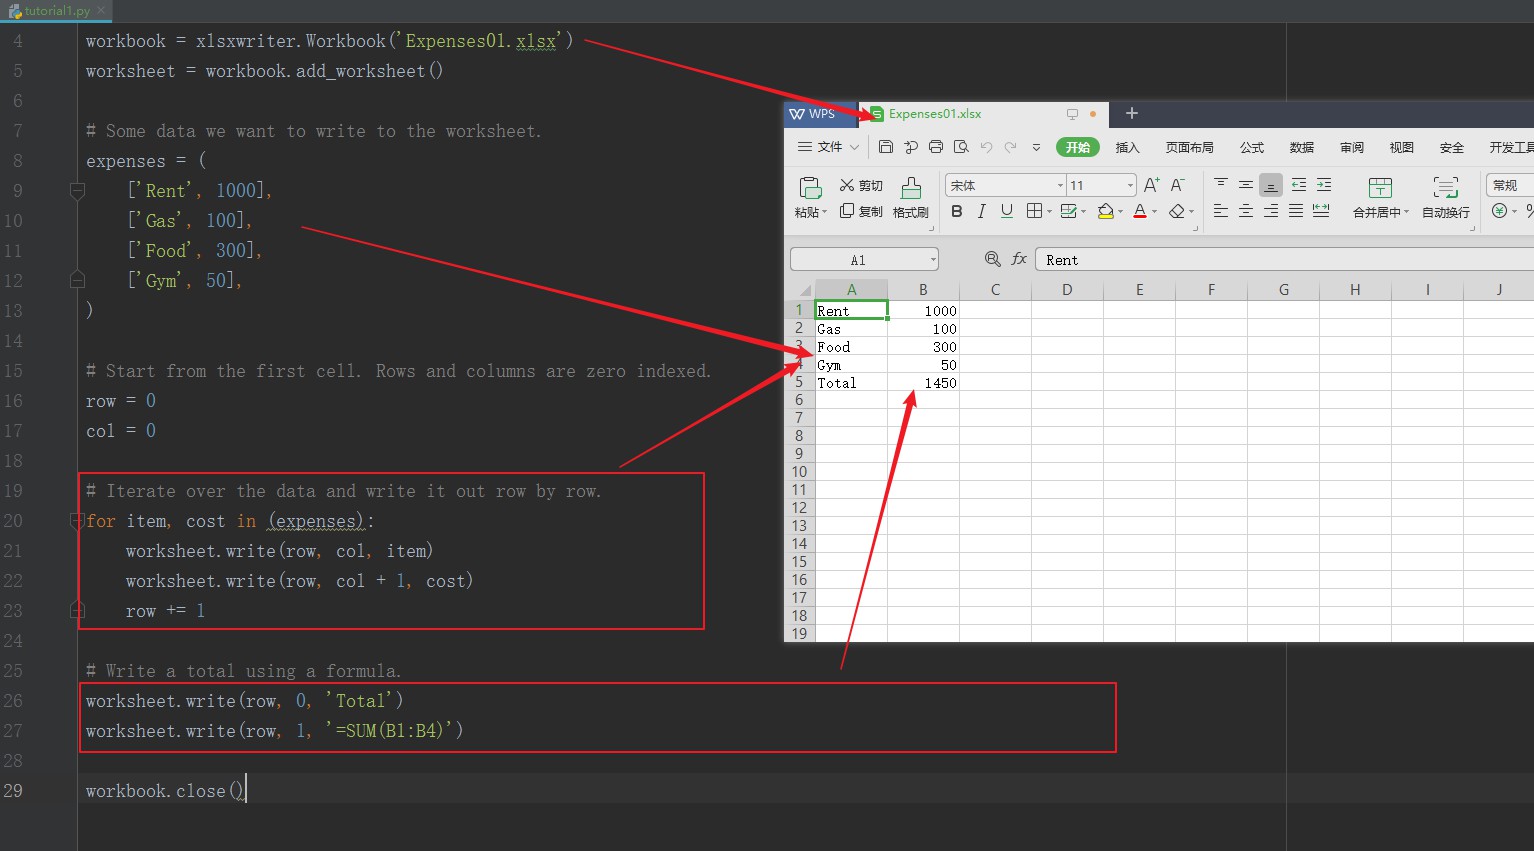 tutorial1.py
4 workbook = xlsxwriter.Workbook('Expenses01.xlsx')
5 worksheet = workbook.add_worksheet()
6
7 # Some data we want to write to the worksheet.
8 expenses = (
9 ['Rent', 1000],
10 ['Gas', 100],
11 ['Food', 300],
12 ['Gym', 50],
13 )
14
15 # Start from the first cell. Rows and columns are zero indexed.
16 row = 0
17 col = 0
18
19 # Iterate over the data and write it out row by row.
20 for item, cost in (expenses):
21 worksheet.write(row, col, item)
22 worksheet.write(row, col + 1, cost)
23 row += 1
24
25 # Write a total using a formula.
26 worksheet.write(row, 0, 'Total')
27 worksheet.write(row, 1, '=SUM(B1:B4)')
28
29 workbook.close()
WPS Expenses01.xlsx
文件 开始 插入 页面布局 公式 数据 审阅 视图 安全 开发工具
粘贴 剪切 复制 格式刷 宋体 11 A+ A- 合并居中 自动换行 常规
B I U A ¥ %
A1 fx Rent
A B C D E F G H I J
1 Rent 1000
2 Gas 100
3 Food 300
4 Gym 50
5 Total 1450
6
7
8
9
10
11
12
13
14
15
16
17
18
19